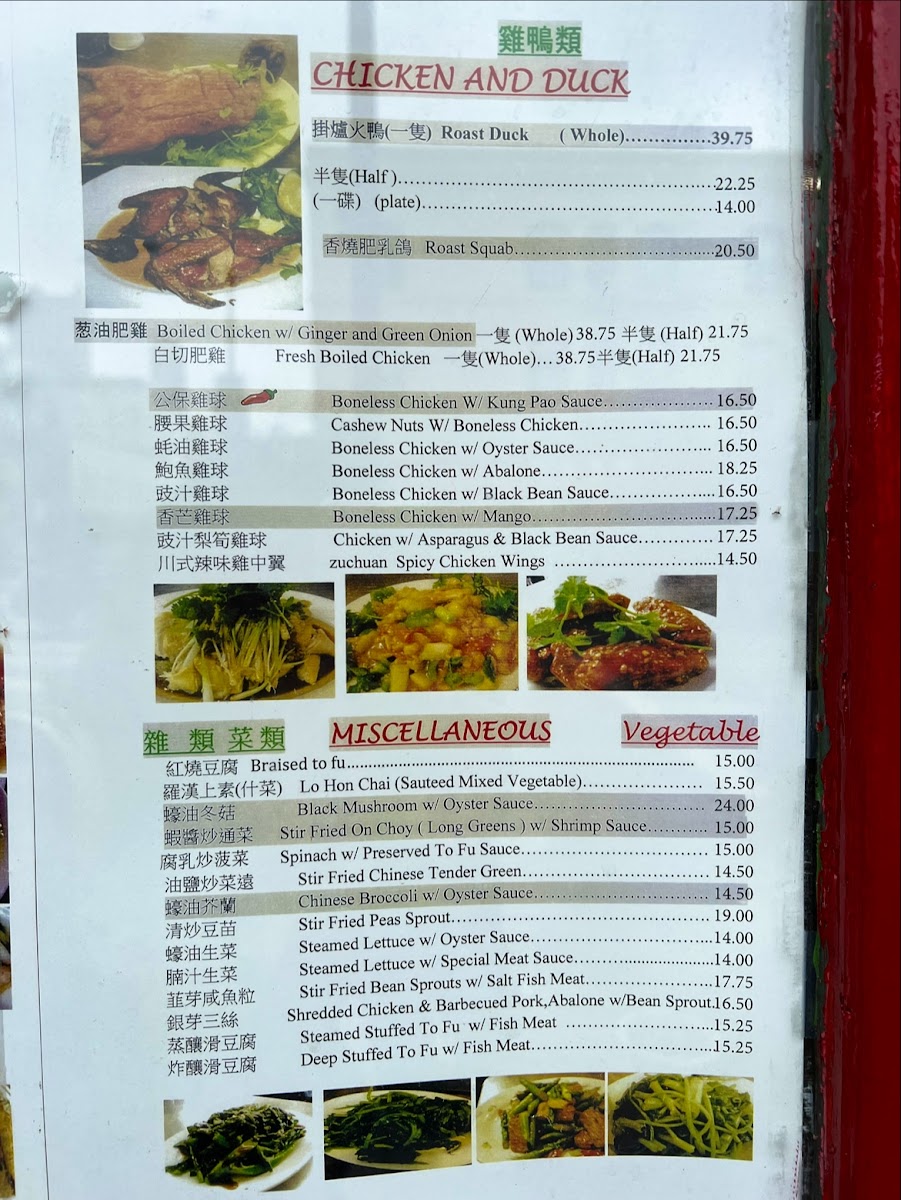 雞鴨類
CHICKEN AND DUCK
掛爐火鴨(一隻) Roast Duck ( Whole)...............39.75
半隻(Half )......................................................22.25
(一碟) (plate)...................................................14.00
香燒肥乳鴿 Roast Squab........................................20.50
葱油肥雞 Boiled Chicken w/ Ginger and Green Onion 一隻 (Whole) 38.75 半隻 (Half) 21.75
白切肥雞 Fresh Boiled Chicken 一隻(Whole)... 38.75半隻(Half) 21.75
公保雞球 Boneless Chicken W/ Kung Pao Sauce....................... 16.50
腰果雞球 Cashew Nuts W/ Boneless Chicken....................... 16.50
蚝油雞球 Boneless Chicken w/ Oyster Sauce....................... 16.50
鮑魚雞球 Boneless Chicken w/ Abalone............................. 18.25
豉汁雞球 Boneless Chicken w/ Black Bean Sauce...................16.50
香芒雞球 Boneless Chicken w/ Mango...............................17.25
豉汁梨筍雞球 Chicken w/ Asparagus & Black Bean Sauce............. 17.25
川式辣味雞中翼 zuchuan Spicy Chicken Wings ............................14.50
雜 類 菜類 MISCELLANEOUS Vegetable
紅燒豆腐 Braised to fu..................................................................... 15.00
羅漢上素(什菜) Lo Hon Chai (Sauteed Mixed Vegetable).................... 15.50
蠔油冬菇 Black Mushroom w/ Oyster Sauce............................. 24.00
蝦醬炒通菜 Stir Fried On Choy ( Long Greens ) w/ Shrimp Sauce.......... 15.00
腐乳炒菠菜 Spinach w/ Preserved To Fu Sauce................................ 15.00
油鹽炒菜遠 Stir Fried Chinese Tender Green................................ 14.50
蠔油芥蘭 Chinese Broccoli w/ Oyster Sauce............................. 14.50
清炒豆苗 Stir Fried Peas Sprout........................................... 19.00
蠔油生菜 Steamed Lettuce w/ Oyster Sauce............................... 14.00
腩汁生菜 Steamed Lettuce w/ Special Meat Sauce..........................14.00
韮芽咸魚粒 Stir Fried Bean Sprouts w/ Salt Fish Meat......................17.75
銀芽三絲 Shredded Chicken & Barbecued Pork,Abalone w/Bean Sprout.16.50
蒸釀滑豆腐 Steamed Stuffed To Fu w/ Fish Meat ..........................15.25
炸釀滑豆腐 Deep Stuffed To Fu w/ Fish Meat................................15.25